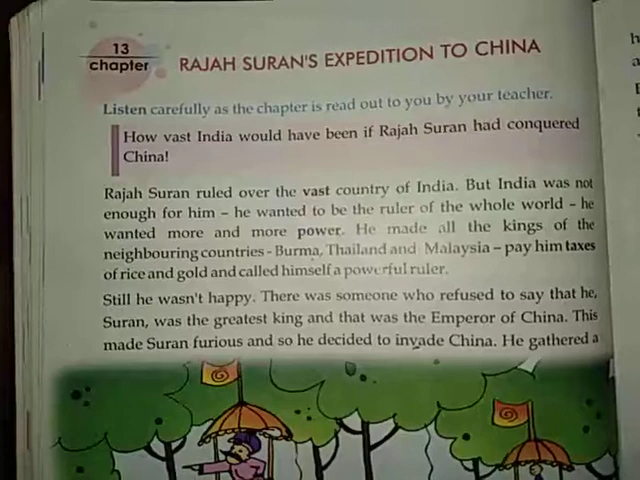 13
chapter
RAJAH SURAN'S EXPEDITION TO CHINA
Listen carefully as the chapter is read out to you by your teacher.
How vast India would have been if Rajah Suran had conquered
China!
Rajah Suran ruled over the vast country of India. But India was not
enough for him – he wanted to be the ruler of the whole world – he
wanted more and more power. He made all the kings of the
neighbouring countries - Burma, Thailand and Malaysia – pay him taxes
of rice and gold and called himself a powerful ruler.
Still he wasn't happy. There was someone who refused to say that he,
Suran, was the greatest king and that was the Emperor of China. This
made Suran furious and so he decided to invade China. He gathered a